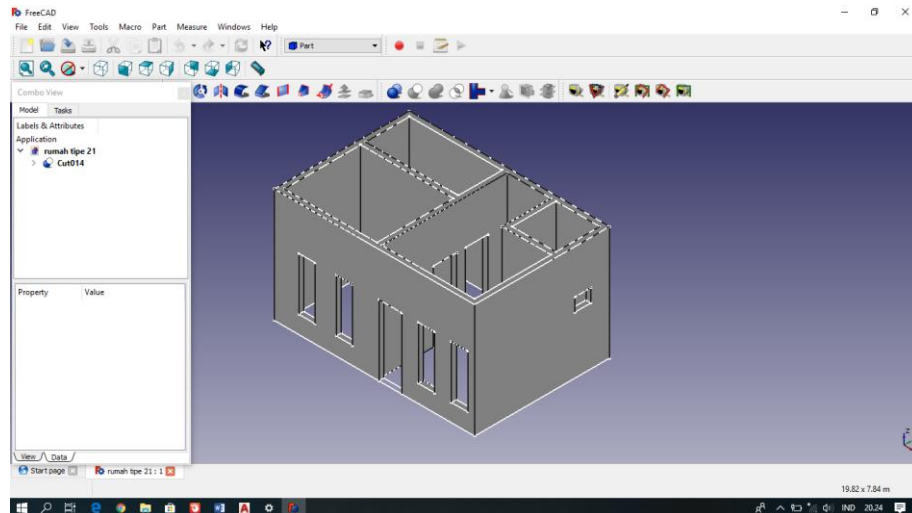 FreeCAD
File Edit View Tools Macro Part Measure Windows Help
Part
Combo View
Model Tasks
Labels & Attributes
Application
rumah tipe 21
Cut014
Property Value
View Data
Start page rumah tipe 21 : 1
19.82 x 7.84 m
IND 20.24